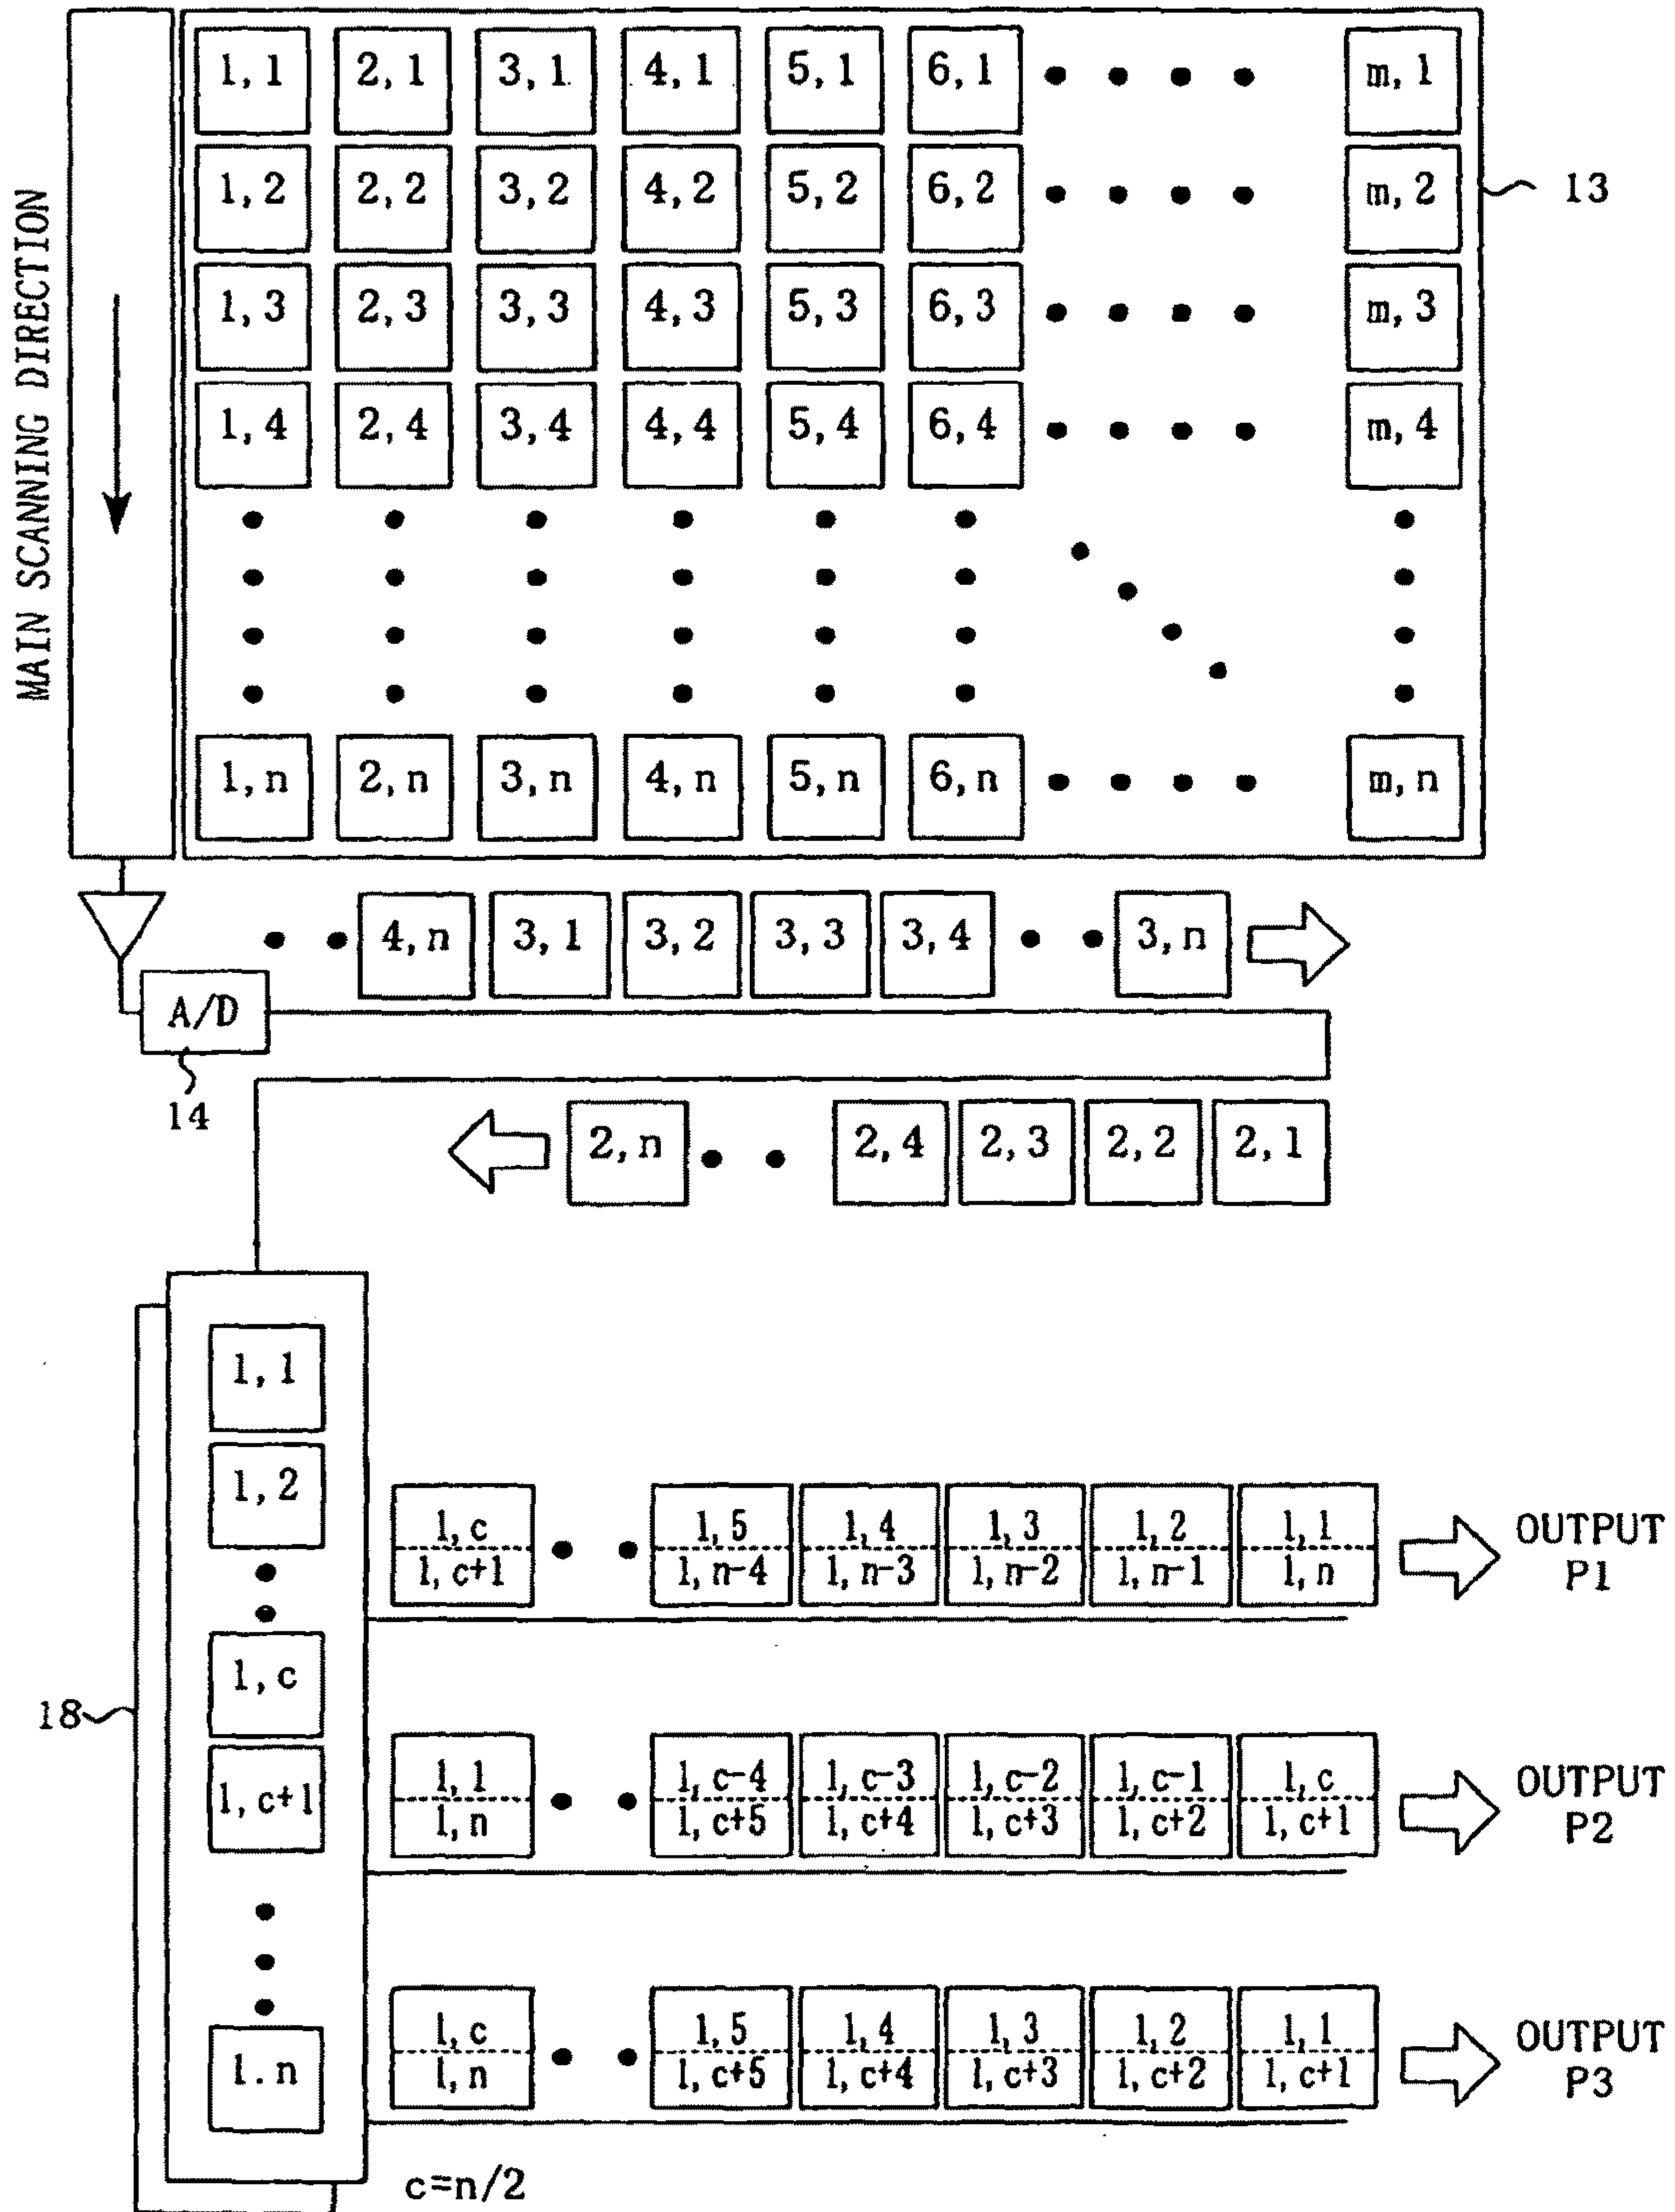 MAIN SCANNING DIRECTION
1,1 2,1 3,1 4,1 5,1 6,1 m,1
1,2 2,2 3,2 4,2 5,2 6,2 m,2
13
1,3 2,3 3,3 4,3 5,3 6,3 m,3
1,4 2,4 3,4 4,4 5,4 6,4 m,4
1,n 2,n 3,n 4,n 5,n 6,n m,n
4,n 3,1 3,2 3,3 3,4 3,n
A/D
14
2,n 2,4 2,3 2,2 2,1
1,1
1,2
1,c
1,c+1
1.n
18
1,c 1,5 1,4 1,3 1,2 1,1
1,c+1 1,n-4 1,n-3 1,n-2 1,n-1 1,n
OUTPUT
P1
1,1 1,c-4 1,c-3 1,c-2 1,c-1 1,c
1,n 1,c+5 1,c+4 1,c+3 1,c+2 1,c+1
OUTPUT
P2
1,c 1,5 1,4 1,3 1,2 1,1
1,n 1,c+5 1,c+4 1,c+3 1,c+2 1,c+1
OUTPUT
P3
c=n/2